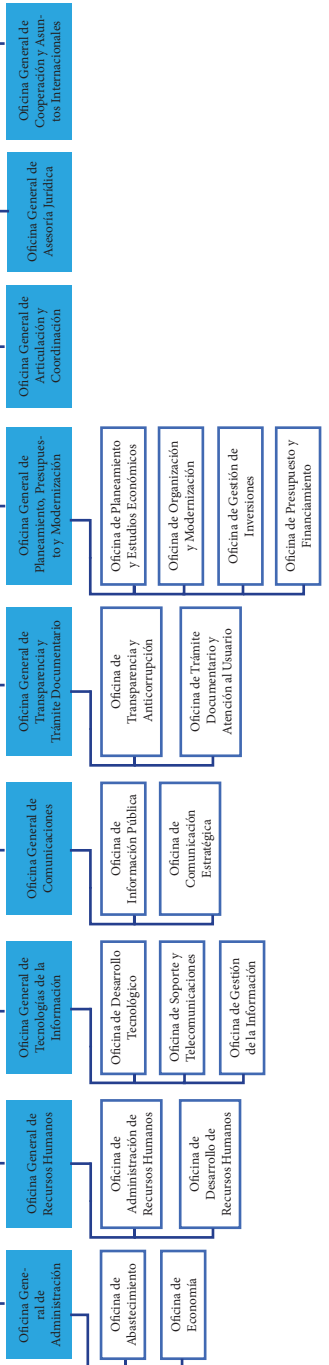 Oficina Gene-
ral de
Administración
Oficina de
Abastecimiento
Oficina de
Economía
Oficina General de
Recursos Humanos
Oficina de
Administración de
Recursos Humanos
Oficina de
Desarrollo de
Recursos Humanos
Oficina General de
Tecnologías de la
Información
Oficina de Desarrollo
Tecnológico
Oficina de Soporte y
Telecomunicaciones
Oficina de Gestión
de la Información
Oficina General de
Comunicaciones
Oficina de
Información Pública
Oficina de
Comunicación
Estratégica
Oficina General de
Transparencia y
Trámite Documentario
Oficina de
Transparencia y
Anticorrupción
Oficina de Trámite
Documentario y
Atención al Usuario
Oficina General de
Planeamiento, Presupues-
to y Modernización
Oficina de Planeamiento
y Estudios Económicos
Oficina de Organización
y Modernización
Oficina de Gestión de
Inversiones
Oficina de Presupuesto y
Financiamiento
Oficina General de
Articulación y
Coordinación
Oficina General de
Asesoría Jurídica
Oficina General de
Cooperación y Asun-
tos Internacionales